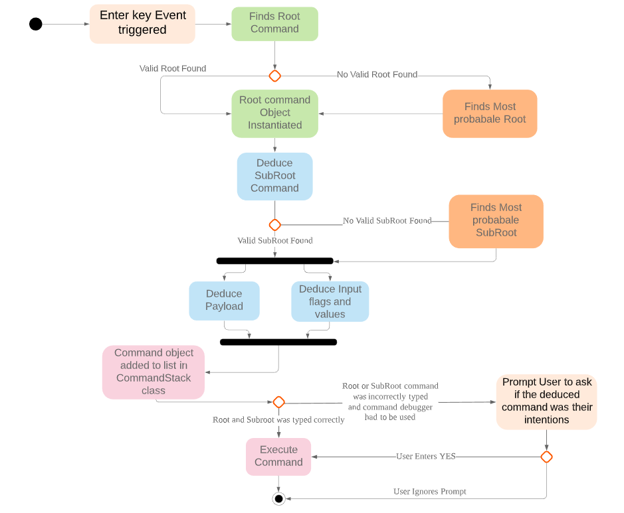 Enter key Event
triggered
Finds Root
Command
Valid Root Found
No Valid Root Found
Root command
Object
Instantiated
Finds Most
probabale Root
Deduce
SubRoot
Command
Finds Most
probabale
SubRoot
No Valid SubRoot Found
Valid SubRoot Found
Deduce
Payload
Deduce Input
flags and
values
Command object
added to list in
CommandStack
class
Root or SubRoot command
was incorrectly typed
and command debugger
had to be used
Prompt User to ask
if the deduced
command was their
intentions
Root and Subroot was typed correctly
Execute
Command
User Enters YES
User Ignores Prompt